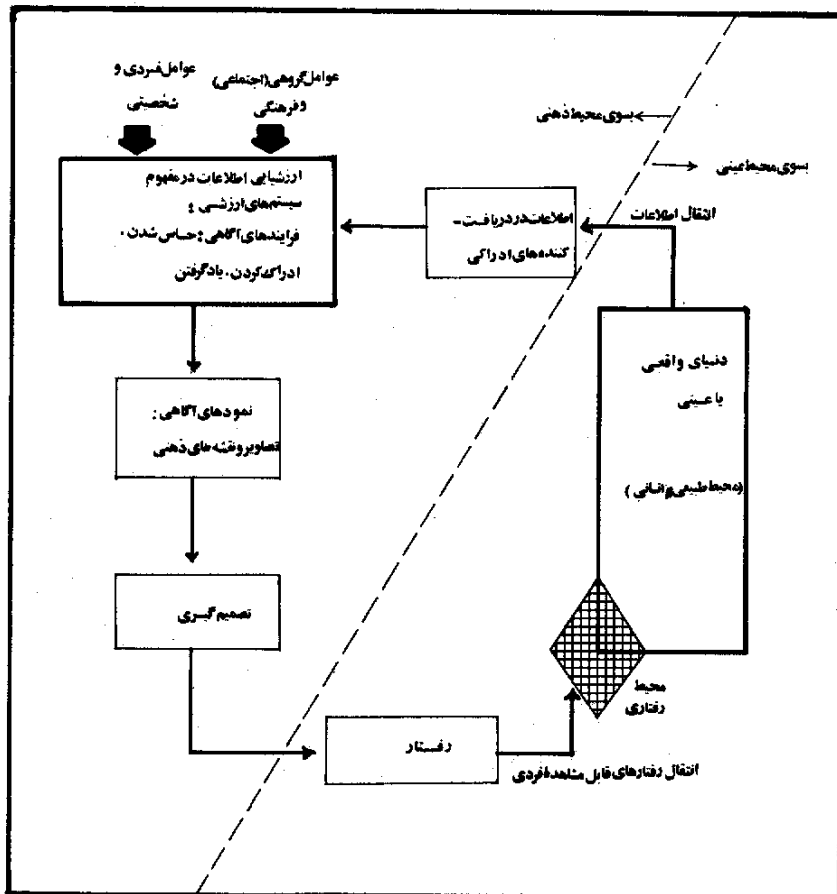 عوامل گروهی (اجتماعی)
و فرهنگی
عوامل فردی و
شخصیتی
بسوی محیط ذهنی
بسوی محیط عینی
ارزشیابی اطلاعات در مفهوم
سیستم‌های ارزشی ؛
فرایندهای آگاهی : حساس شدن ،
ادراک کردن ، یادگرفتن
اطلاعات در دریافت -
کننده‌های ادراکی
انتقال اطلاعات
دنیای واقعی
یا عینی
(محیط طبیعی و انسانی)
نمودهای آگاهی :
تصاویر و نقشه‌های ذهنی
تصمیم گیری
محیط
رفتاری
رفتار
انتقال رفتارهای قابل مشاهدهٔ فردی